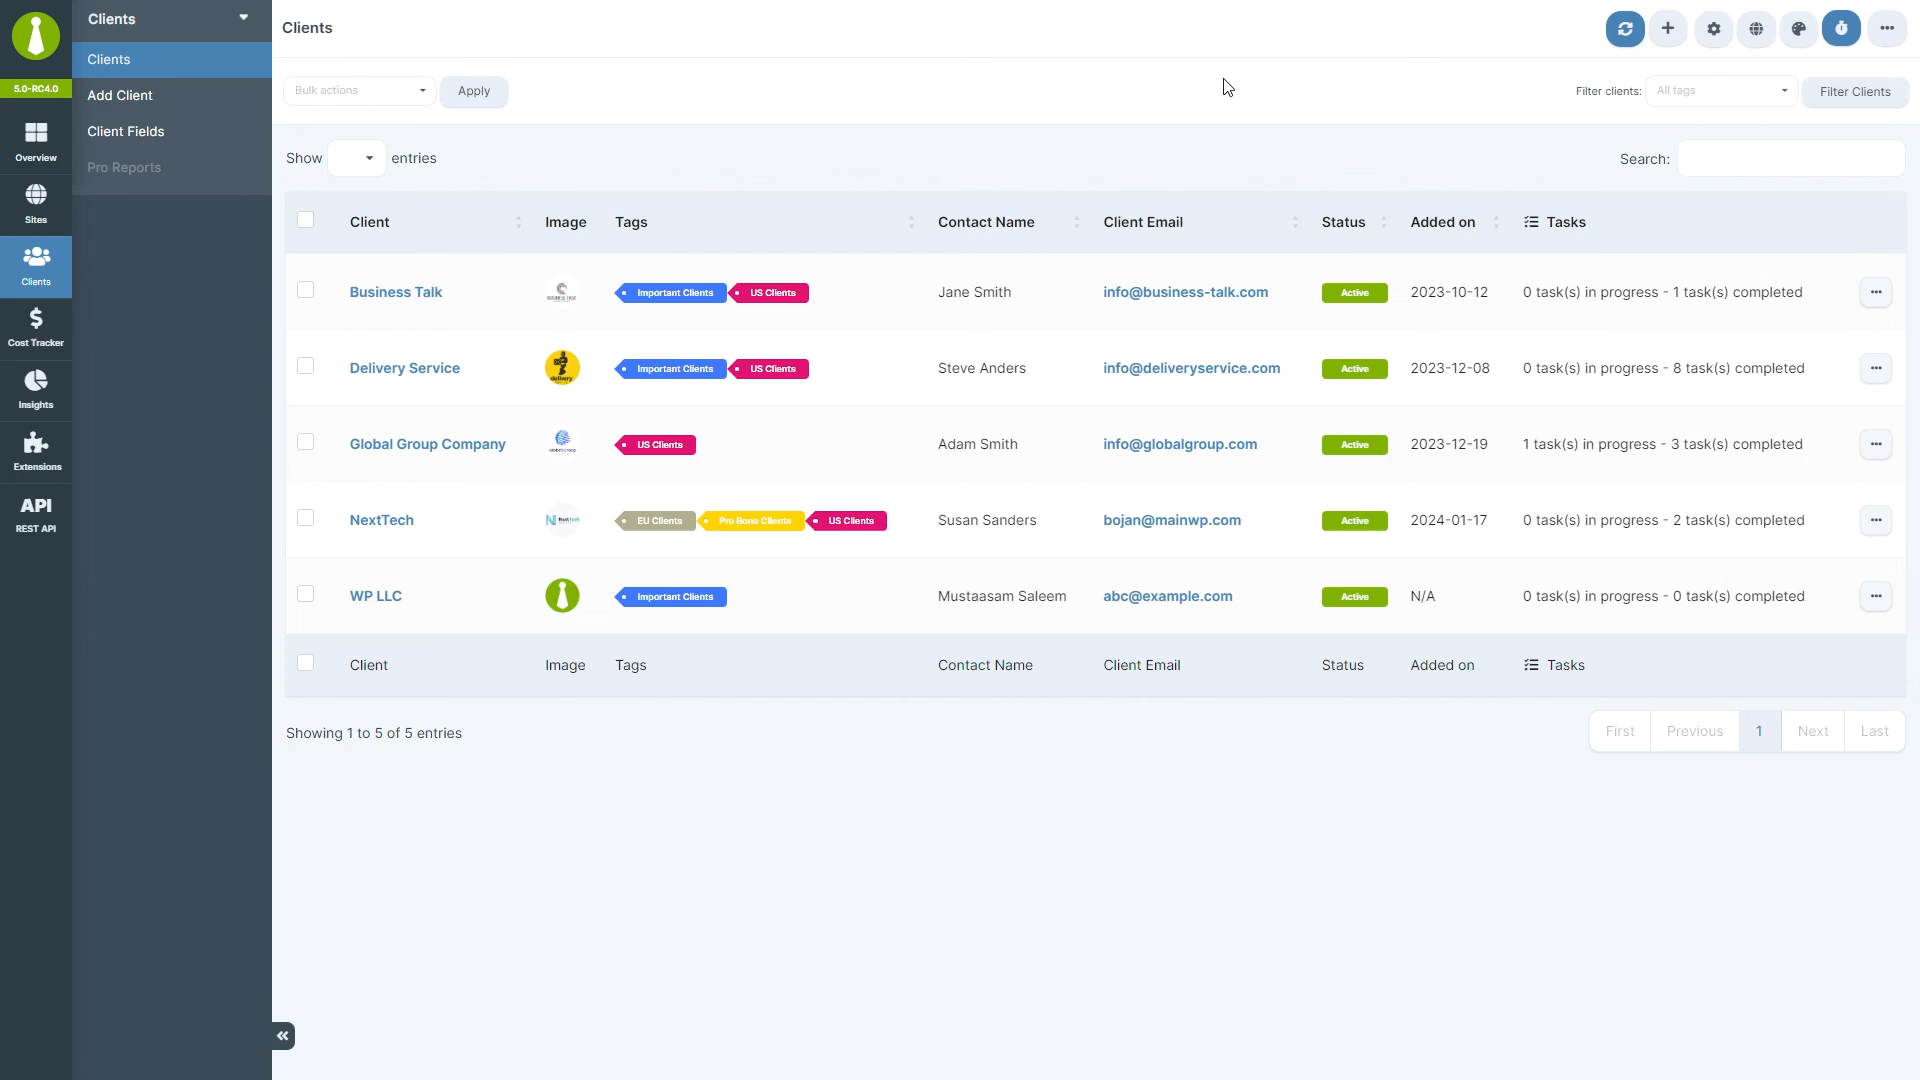 Clients
Clients
5.0-RC4.0
Clients
Bulk actions
Apply
Filter clients:
All tags
Filter Clients
Add Client
Client Fields
Pro Reports
Overview
Sites
Clients
Cost Tracker
Insights
Extensions
API
REST API
Show entries
Search:
Client Image Tags Contact Name Client Email Status Added on Tasks
Business Talk Important Clients US Clients Jane Smith info@business-talk.com Active 2023-10-12 0 task(s) in progress - 1 task(s) completed
Delivery Service delivery Important Clients US Clients Steve Anders info@deliveryservice.com Active 2023-12-08 0 task(s) in progress - 8 task(s) completed
Global Group Company US Clients Adam Smith info@globalgroup.com Active 2023-12-19 1 task(s) in progress - 3 task(s) completed
NextTech EU Clients Pro Bono Clients US Clients Susan Sanders bojan@mainwp.com Active 2024-01-17 0 task(s) in progress - 2 task(s) completed
WP LLC Important Clients Mustaasam Saleem abc@example.com Active N/A 0 task(s) in progress - 0 task(s) completed
Client Image Tags Contact Name Client Email Status Added on Tasks
Showing 1 to 5 of 5 entries
First Previous 1 Next Last